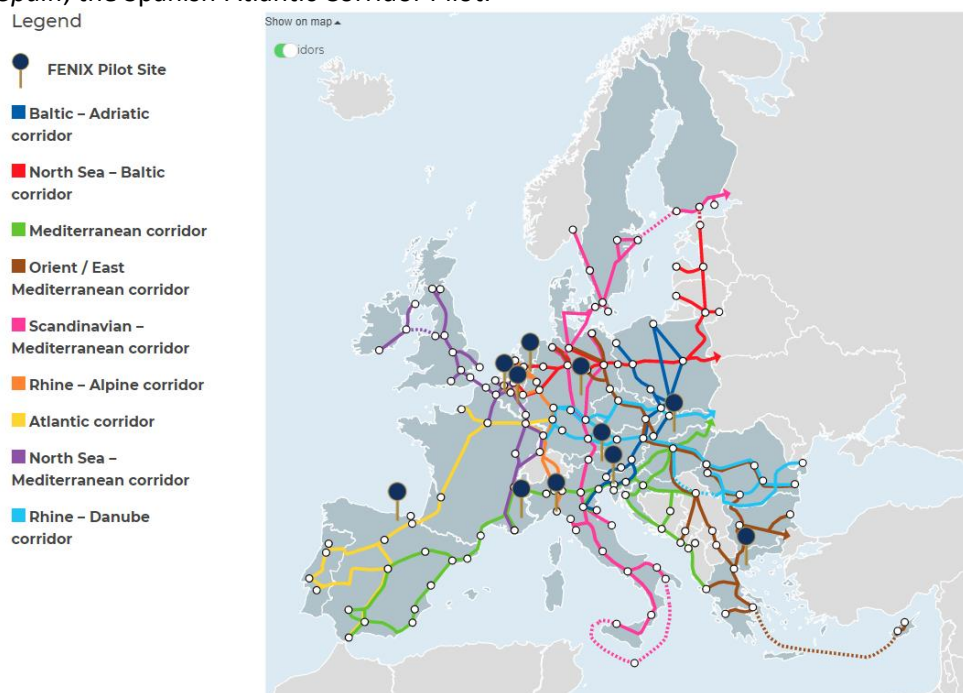 Spain, the Spanish Atlantic Corridor Pilot.
Legend
FENIX Pilot Site
Baltic – Adriatic
corridor
North Sea – Baltic
corridor
Mediterranean corridor
Orient / East
Mediterranean corridor
Scandinavian –
Mediterranean corridor
Rhine – Alpine corridor
Atlantic corridor
North Sea –
Mediterranean corridor
Rhine – Danube
corridor
Show on map
idors